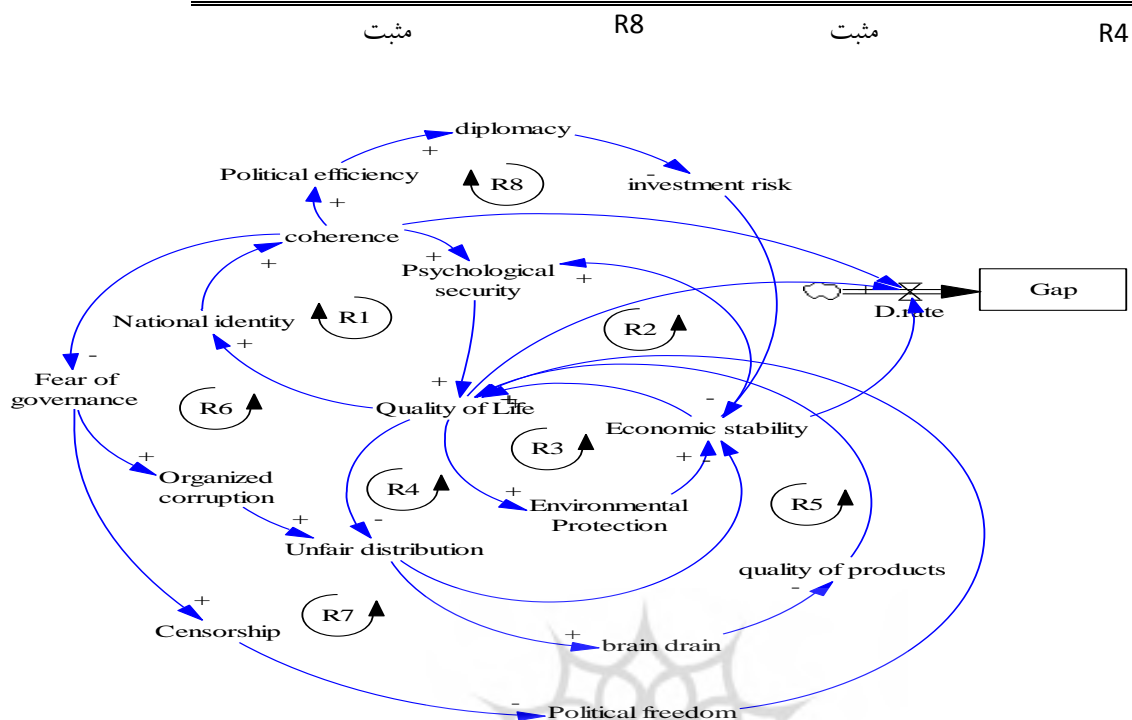 مثبت R8 مثبت R4
diplomacy
+
Political efficiency
R8
-
investment risk
+
coherence
+
+
Psychological
security
+
+
Gap
D.rate
National identity
R1
R2
+
-
Fear of
governance
+
R6
Quality of Life
+
-
Economic stability
R3
+
-
+
Organized
corruption
R4
+
Environmental
Protection
R5
+
-
Unfair distribution
quality of products
-
+
R7
Censorship
+
brain drain
-
Political freedom